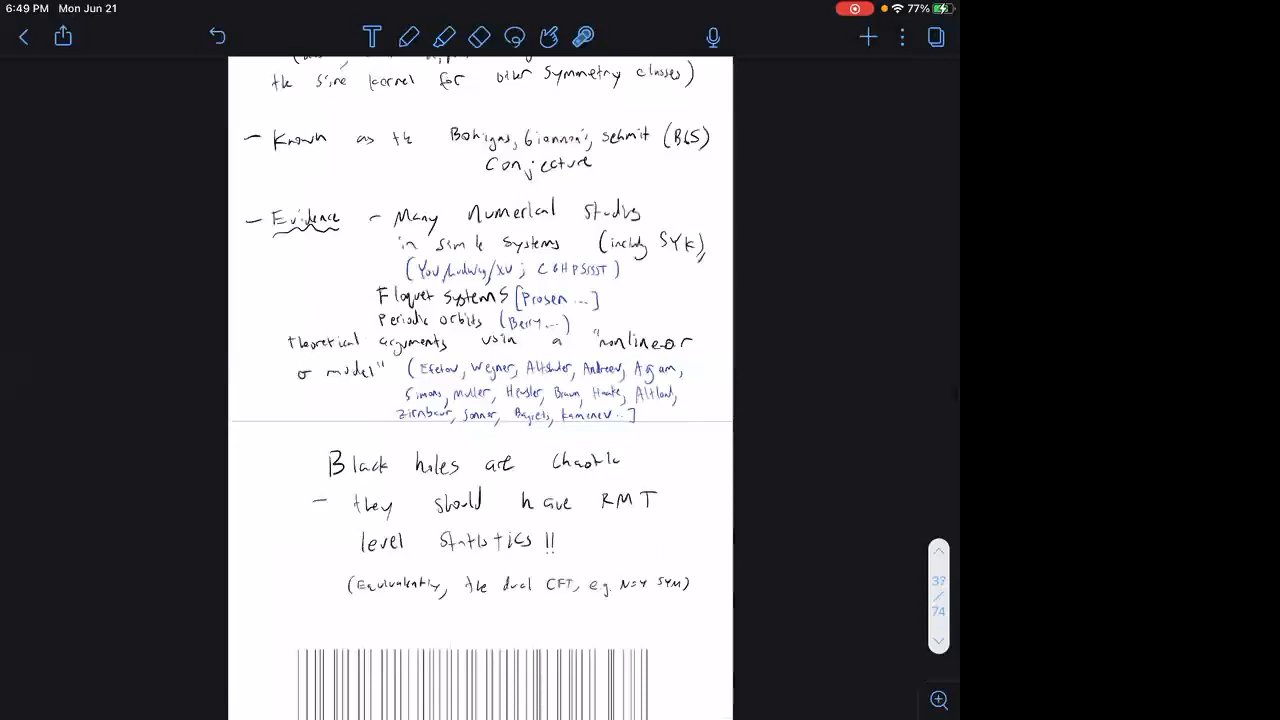 6:49 PM Mon Jun 21
77%
the sine kernel for other symmetry classes)
- Known as the Bohigas, Giannoni, Schmit (BGS)
Conjecture
- Evidence - Many numerical studies
in simple systems (including SYK)
(You/Ludwig/Xu; CGHPSSSST)
Floquet systems [Prosen ...]
Periodic orbits (Berry...)
theoretical arguments using a "nonlinear
σ model" (Efetov, Wegner, Altshuler, Andreev, Agam,
Simons, Muller, Heusler, Braun, Haake, Altland,
Zirnbauer, Sonner, Bagrets, Kamenev...]
Black holes are chaotic
- they should have RMT
level statistics!!
(Equivalently, the dual CFT, e.g. N=4 SYM)
38
/
74